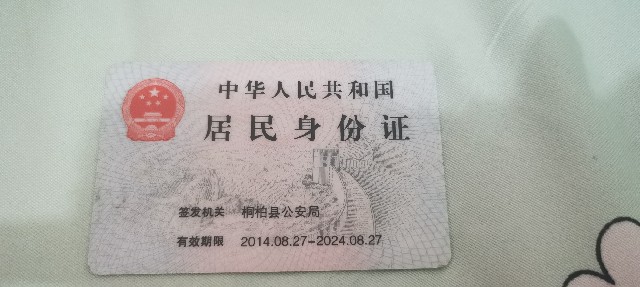 中华人民共和国
居民身份证
签发机关 桐柏县公安局
有效期限 2014.08.27-2024.08.27